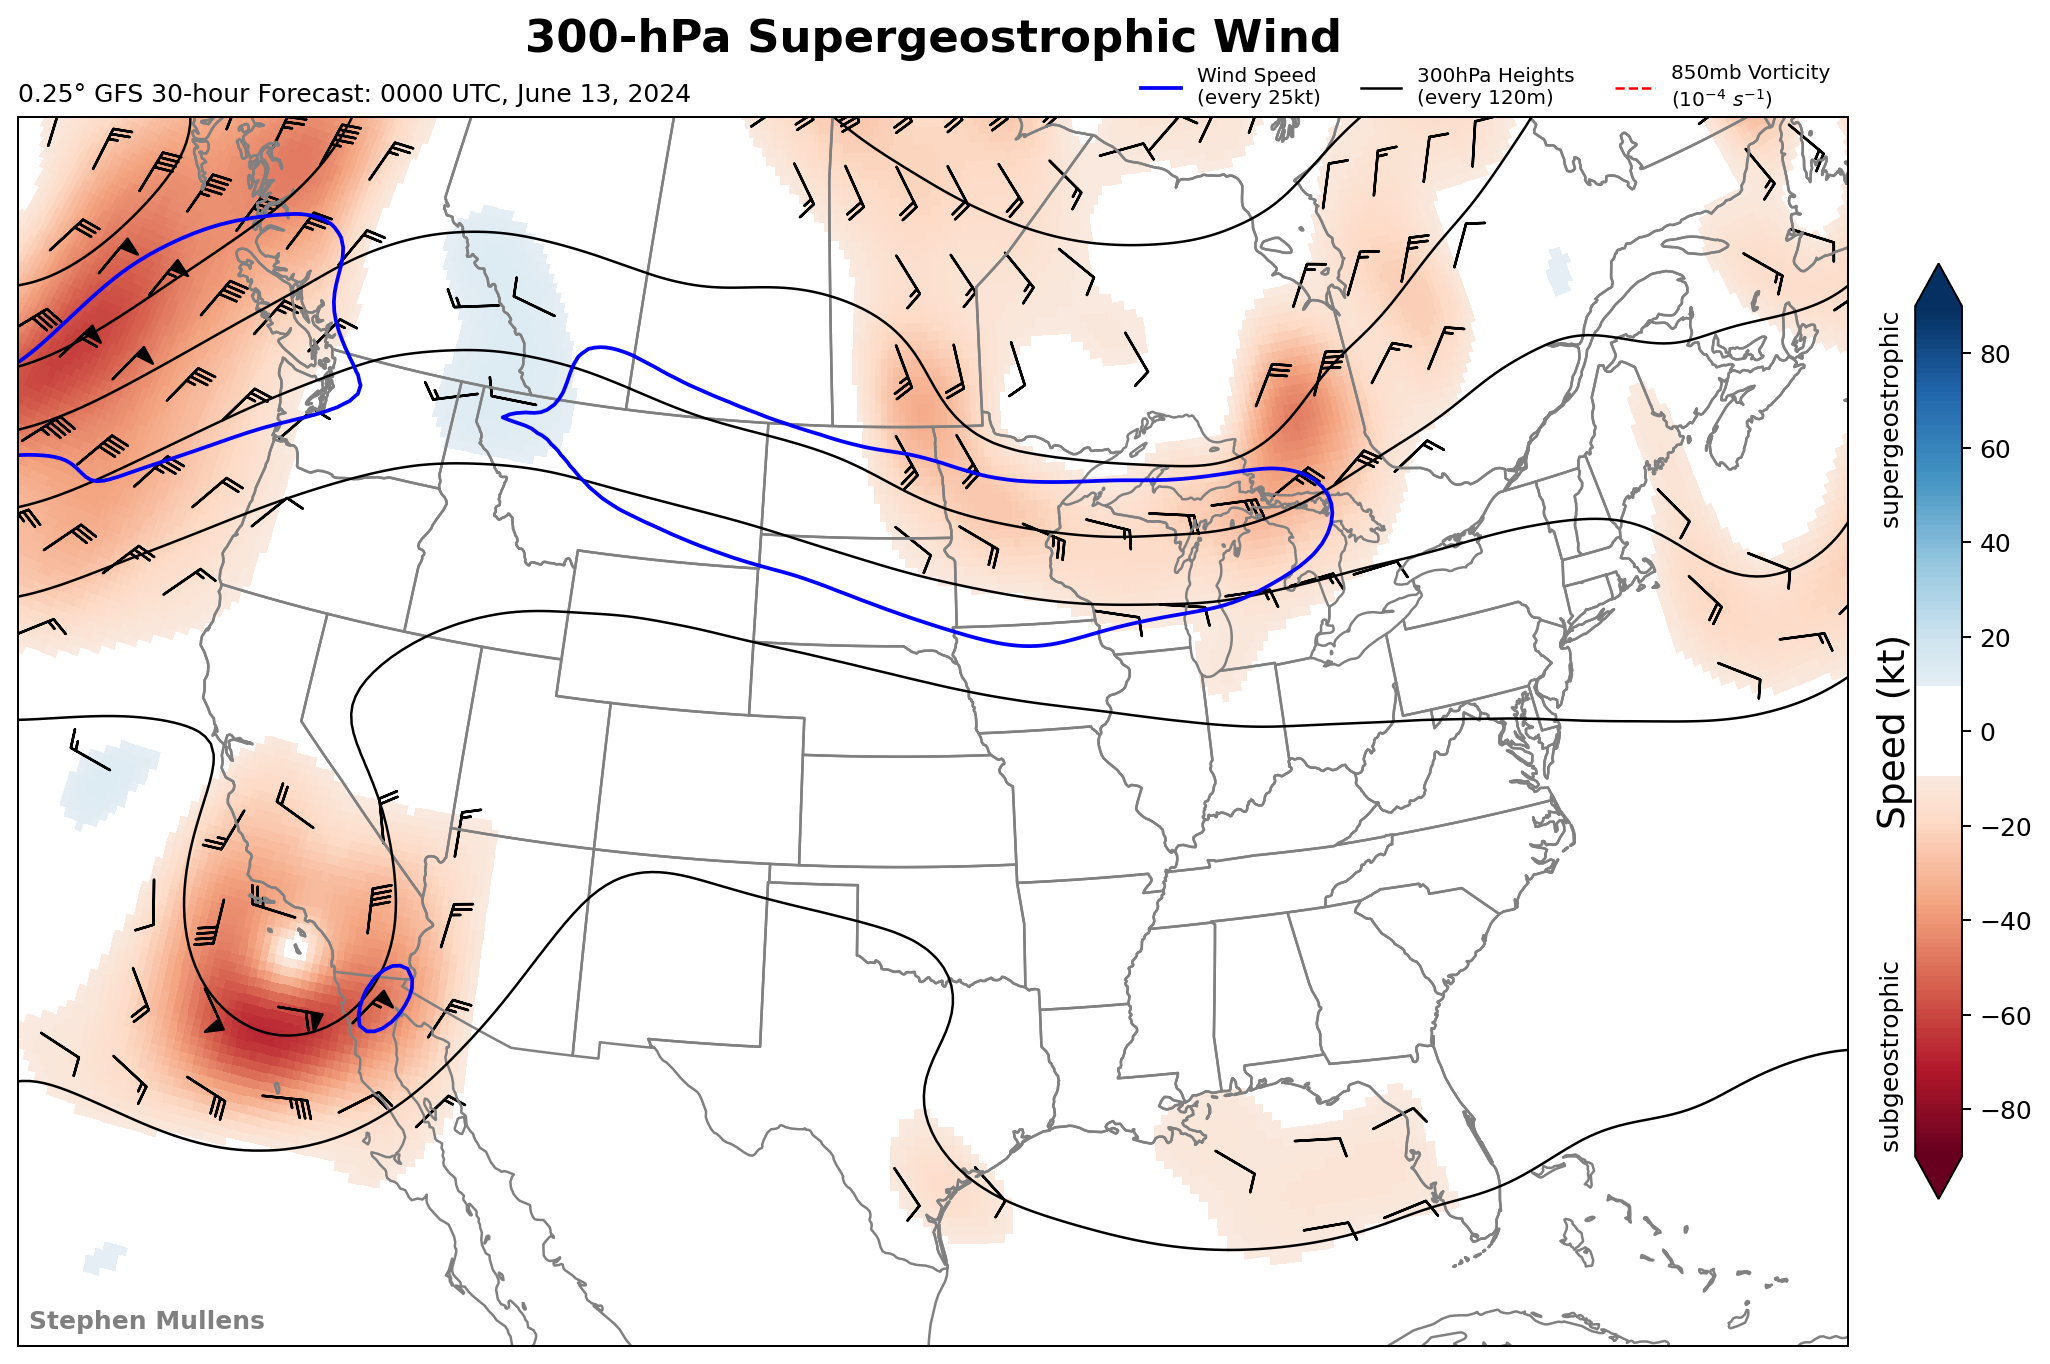 300-hPa Supergeostrophic Wind
0.25° GFS 30-hour Forecast: 0000 UTC, June 13, 2024
Wind Speed
(every 25kt)
300hPa Heights
(every 120m)
850mb Vorticity
(10⁻⁴ s⁻¹)
supergeostrophic
Speed (kt)
subgeostrophic
80
60
40
20
0
−20
−40
−60
−80
Stephen Mullens